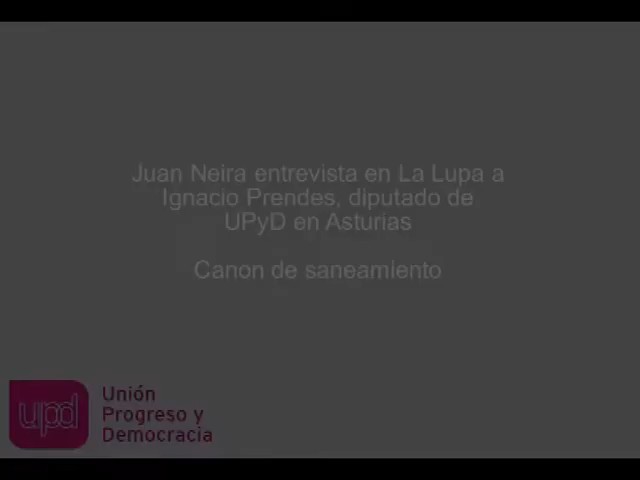 Juan Neira entrevista en La Lupa a
Ignacio Prendes, diputado de
UPyD en Asturias
Canon de saneamiento
upd
Unión
Progreso y
Democracia